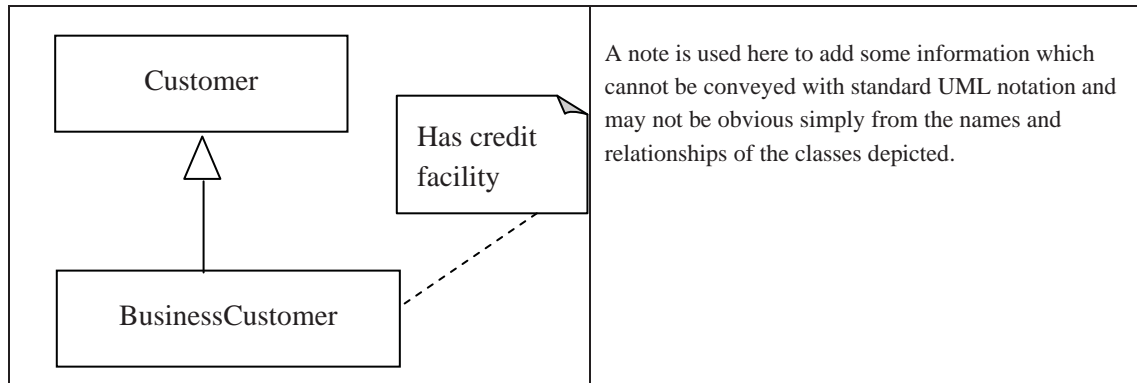 Customer
Has credit
facility
BusinessCustomer
A note is used here to add some information which
cannot be conveyed with standard UML notation and
may not be obvious simply from the names and
relationships of the classes depicted.